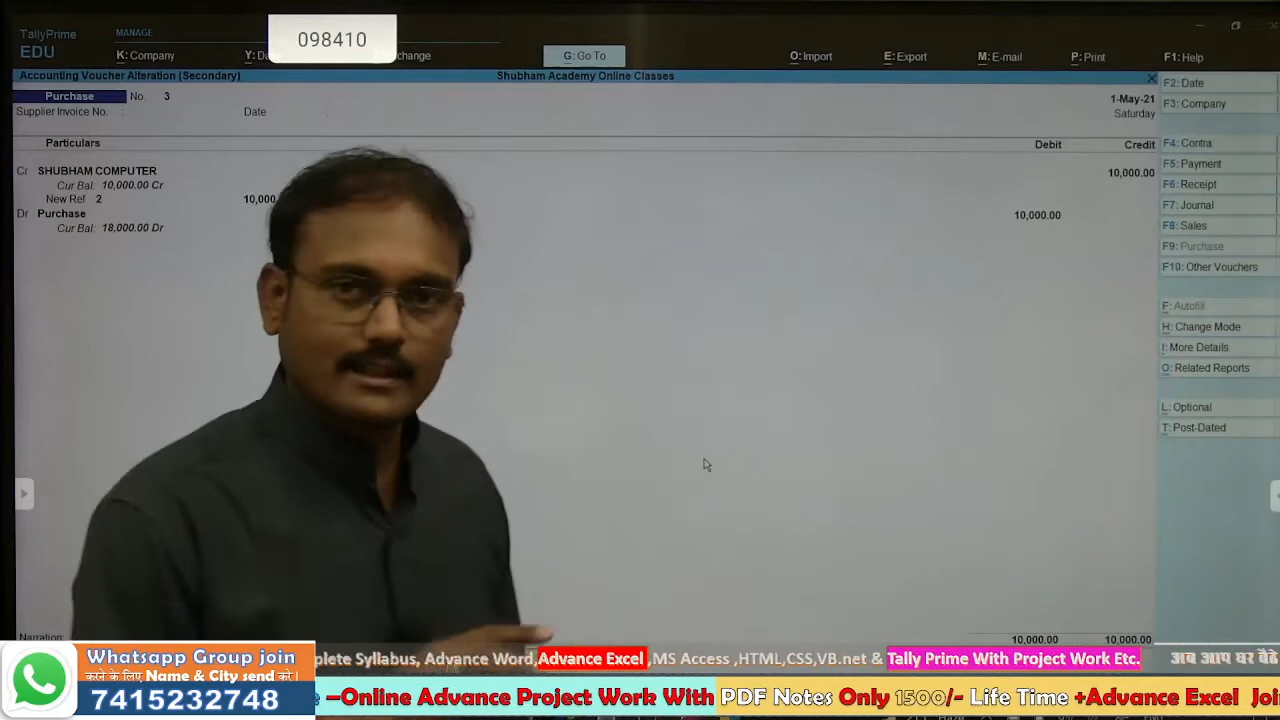 TallyPrime
MANAGE
EDU
K: Company
098410
change
G: Go To
O: Import
E: Export
M: E-mail
P: Print
F1: Help
Accounting Voucher Alteration (Secondary)
Shubham Academy Online Classes
Purchase No. 3
1-May-21
Supplier Invoice No. :
Date :
Saturday
Particulars
Debit
Credit
Cr SHUBHAM COMPUTER
10,000.00
Cur Bal: 10,000.00 Cr
New Ref 2
10,000
Dr Purchase
10,000.00
Cur Bal: 18,000.00 Dr
F2: Date
F3: Company
F4: Contra
F5: Payment
F6: Receipt
F7: Journal
F8: Sales
F9: Purchase
F10: Other Vouchers
F: Autofill
H: Change Mode
I: More Details
O: Related Reports
L: Optional
T: Post-Dated
Narration:
10,000.00 10,000.00
Whatsapp Group join
करने के लिए Name & City send करें।
7415232748
plete Syllabus, Advance Word,Advance Excel ,MS Access ,HTML,CSS,VB.net & Tally Prime With Project Work Etc.
अब आप घर बैठे
e –Online Advance Project Work With PDF Notes Only 1500/- Life Time +Advance Excel Joi